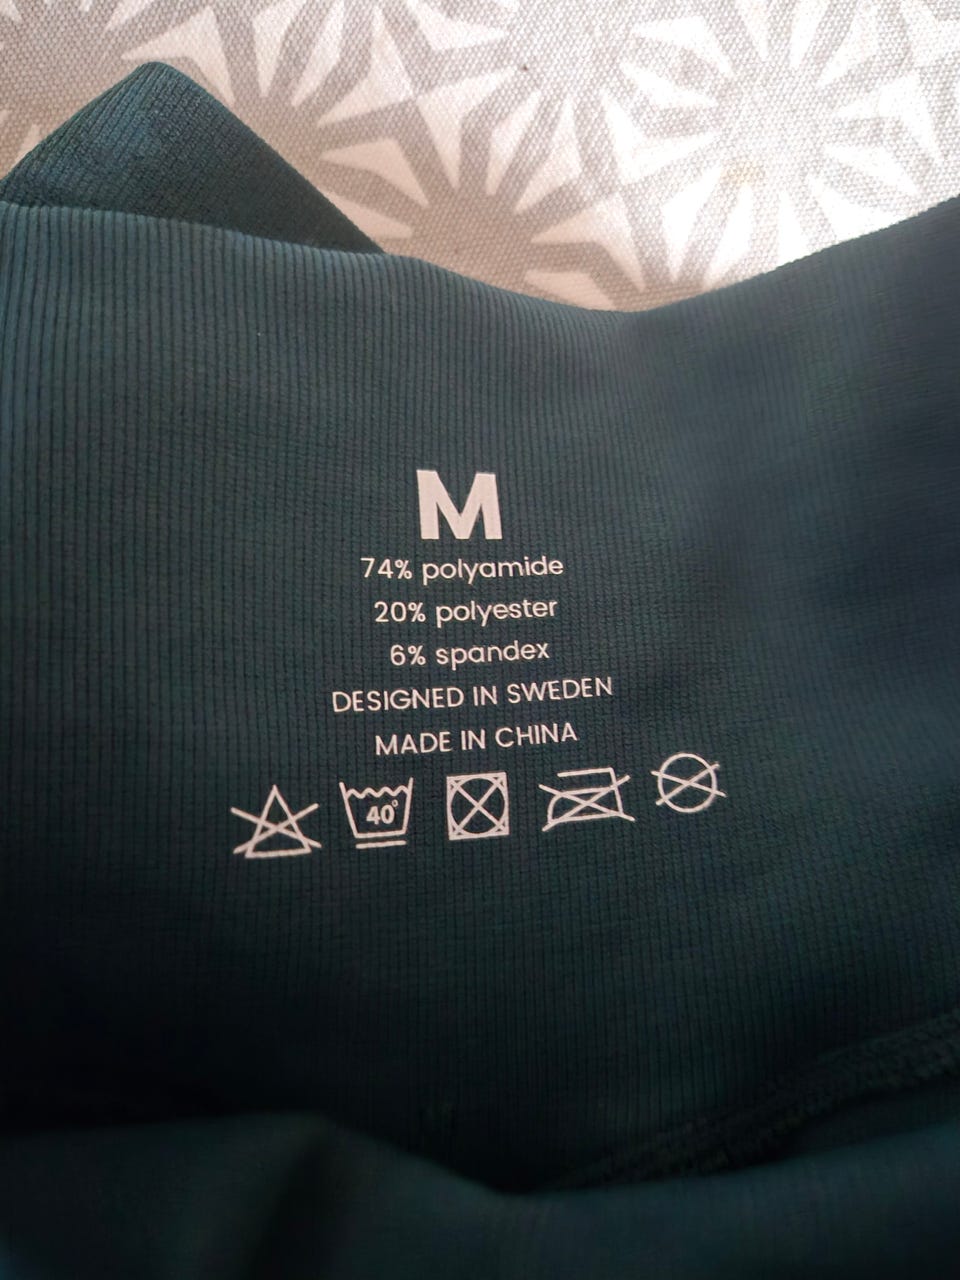 M
74% polyamide
20% polyester
6% spandex
DESIGNED IN SWEDEN
MADE IN CHINA
40°